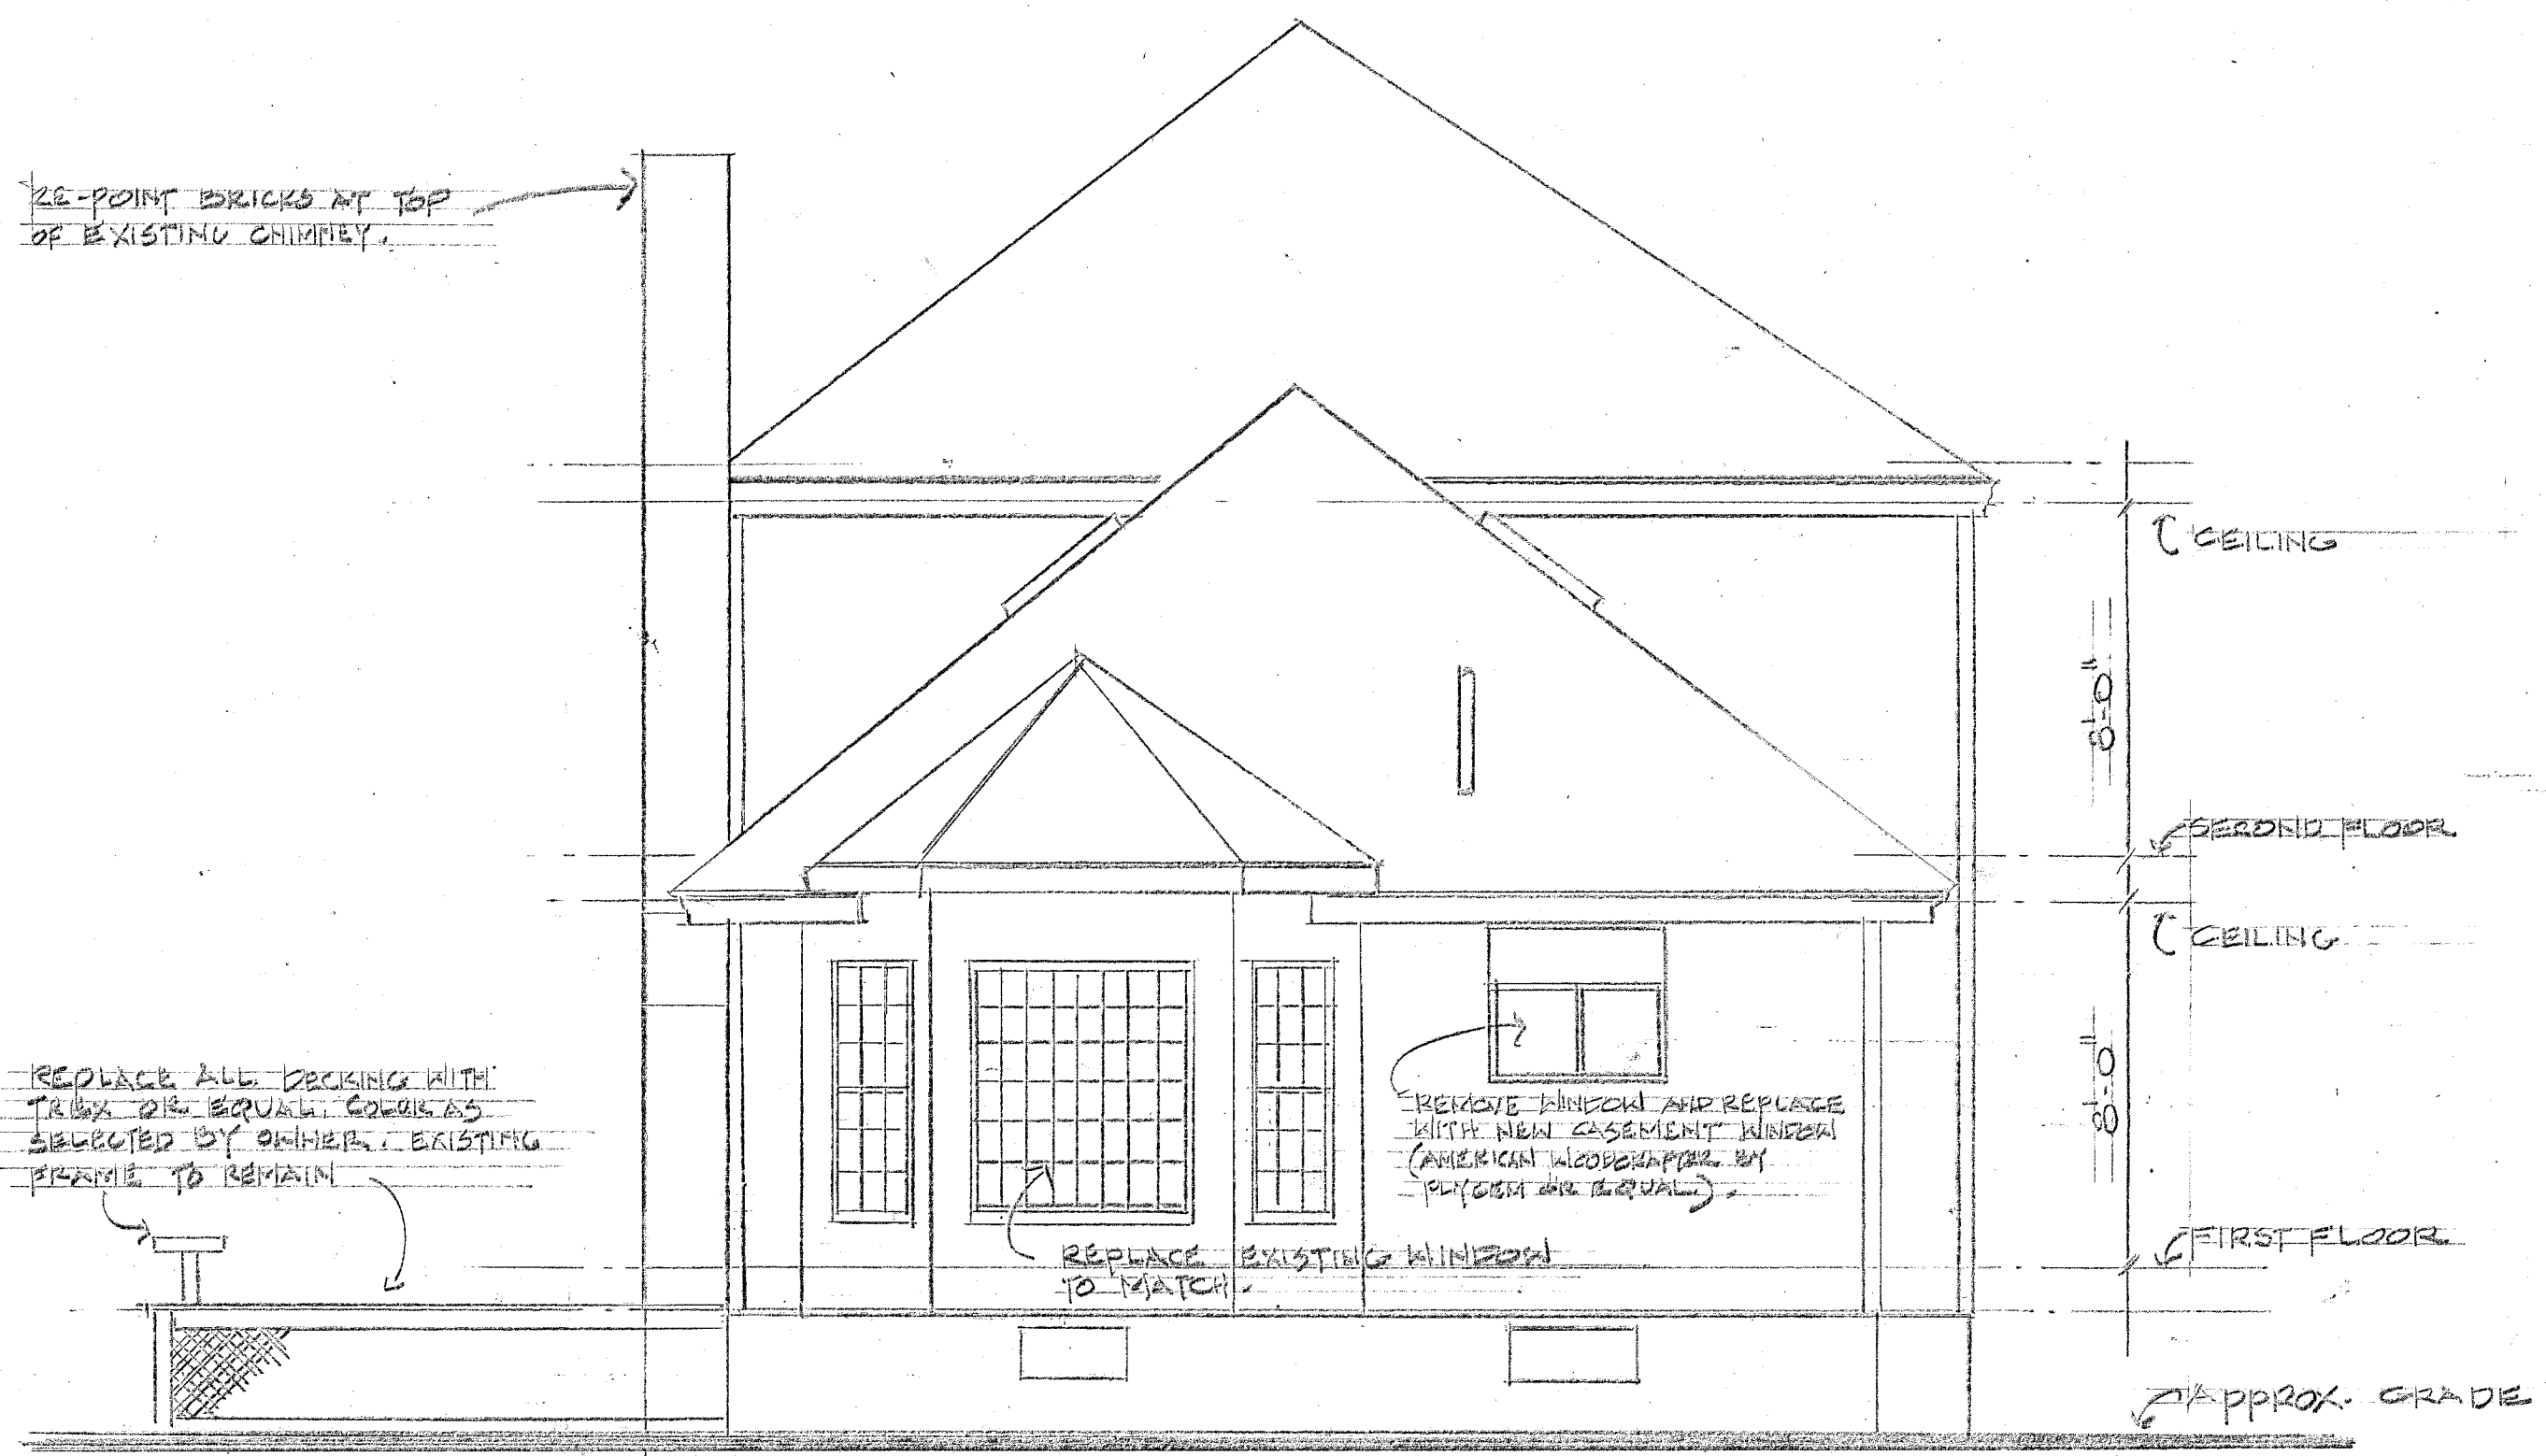 RE-POINT BRICKS AT TOP
OF EXISTING CHIMNEY.
CEILING
8'-0"
SECOND FLOOR
CEILING
8'-0"
REPLACE ALL DECKING WITH
TREX OR EQUAL. COLOR AS
SELECTED BY OWNER. EXISTING
FRAME TO REMAIN
REMOVE WINDOW AND REPLACE
WITH NEW CASEMENT WINDOW
(AMERICAN WOODCRAFTER BY
PLYGEM OR EQUAL).
REPLACE EXISTING WINDOW
TO MATCH.
FIRST FLOOR
APPROX. GRADE